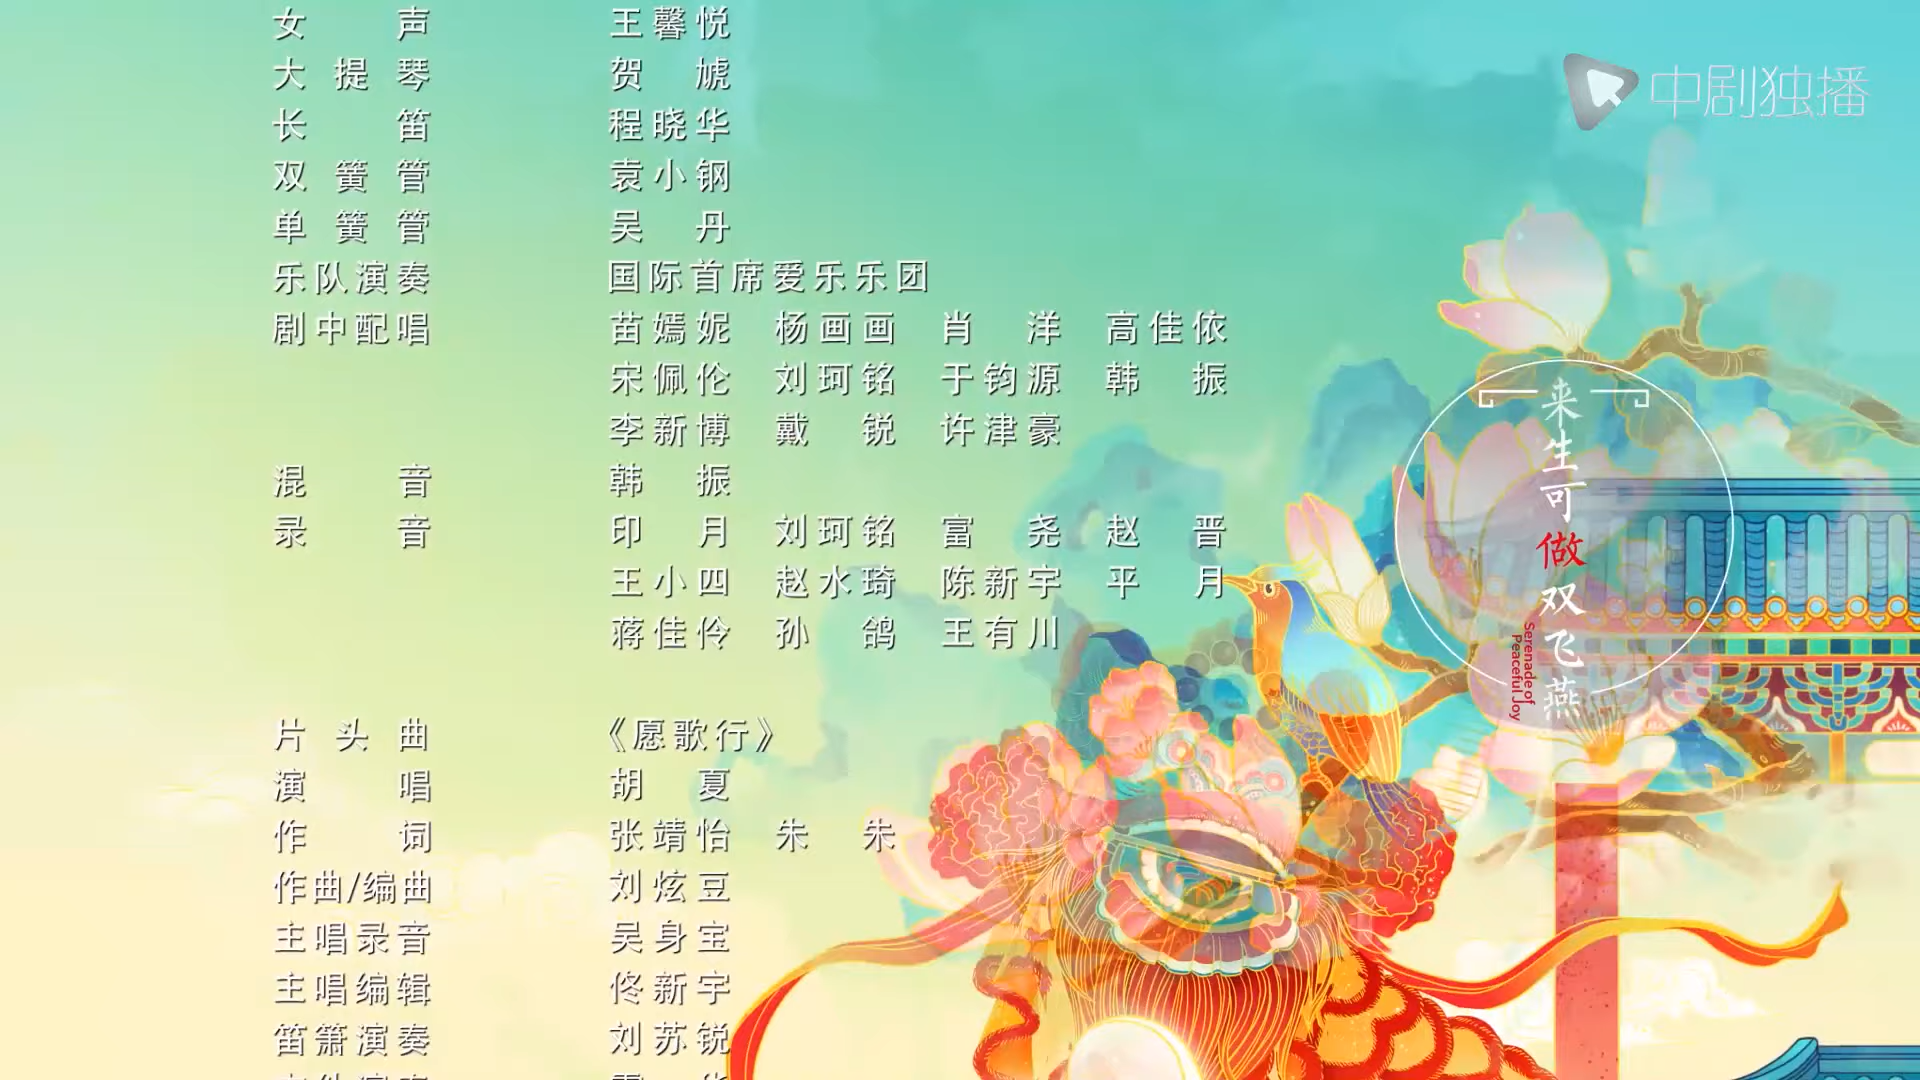 女声 王馨悦
大提琴 贺虓
长笛 程晓华
双簧管 袁小钢
单簧管 吴丹
乐队演奏 国际首席爱乐乐团
剧中配唱 苗嫣妮 杨画画 肖洋 高佳依
宋佩伦 刘珂铭 于钧源 韩振
李新博 戴锐 许津豪
混音 韩振
录音 印月 刘珂铭 富尧 赵晋
王小四 赵水琦 陈新宇 平月
蒋佳伶 孙鸽 王有川
片头曲 《愿歌行》
演唱 胡夏
作词 张靖怡 朱朱
作曲/编曲 刘炫豆
主唱录音 吴身宝
主唱编辑 佟新宇
笛箫演奏 刘苏锐
中剧独播
来生可做双飞燕
Serenade of
Peaceful Joy